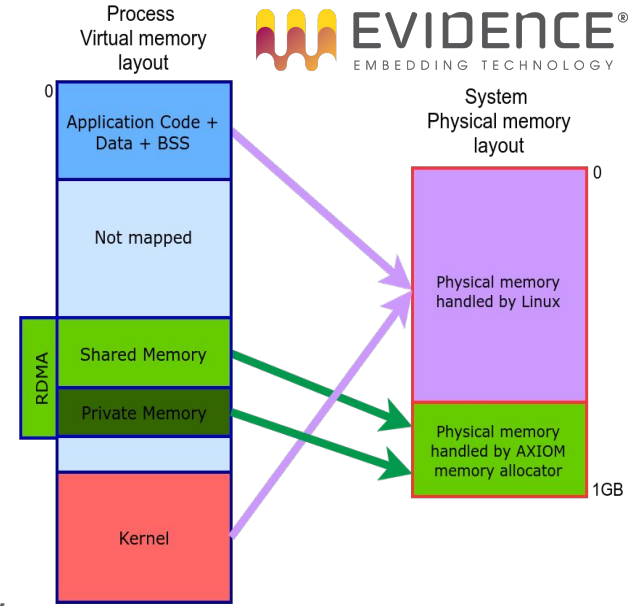 Process
Virtual memory
layout
EVIDENCE®
EMBEDDING TECHNOLOGY
System
Physical memory
layout
0
Application Code +
Data + BSS
0
Not mapped
Physical memory
handled by Linux
RDMA
Shared Memory
Private Memory
Physical memory
handled by AXIOM
memory allocator
1GB
Kernel